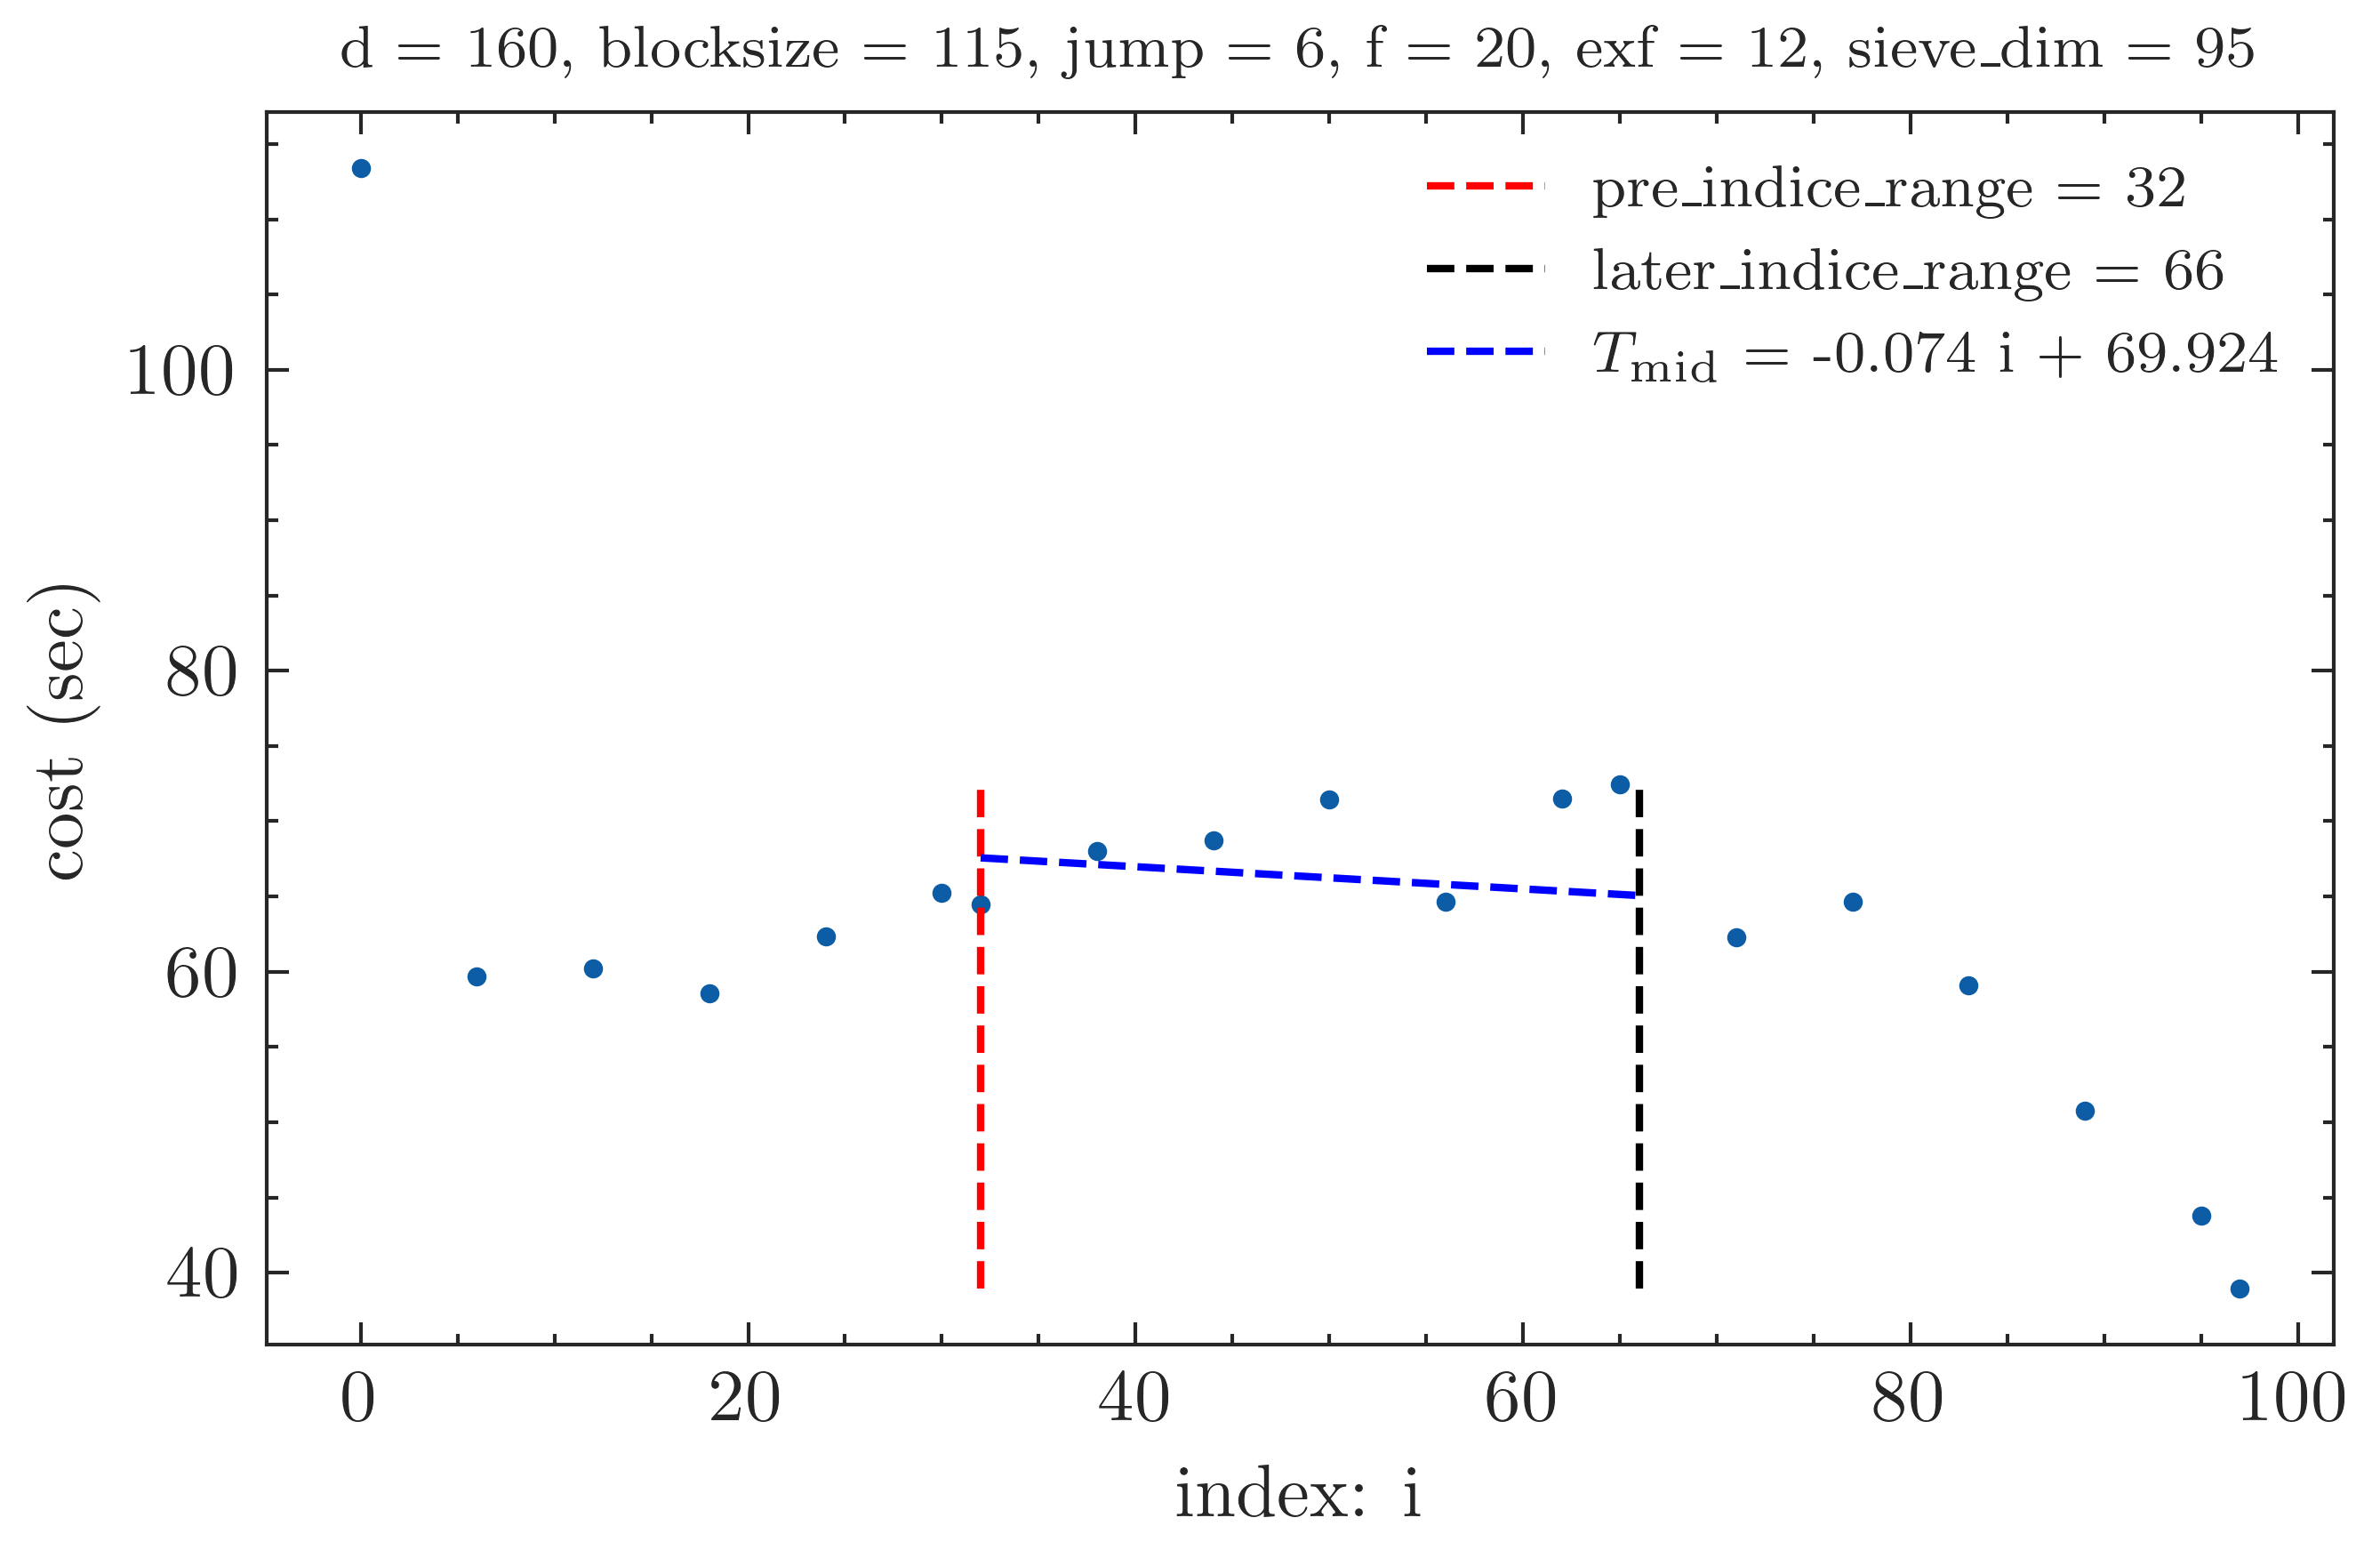 d = 160, blocksize = 115, jump = 6, f = 20, exf = 12, sieve_dim = 95
pre_indice_range = 32
later_indice_range = 66
T_mid = -0.074 i + 69.924
100
80
60
40
cost (sec)
0 20 40 60 80 100
index: i